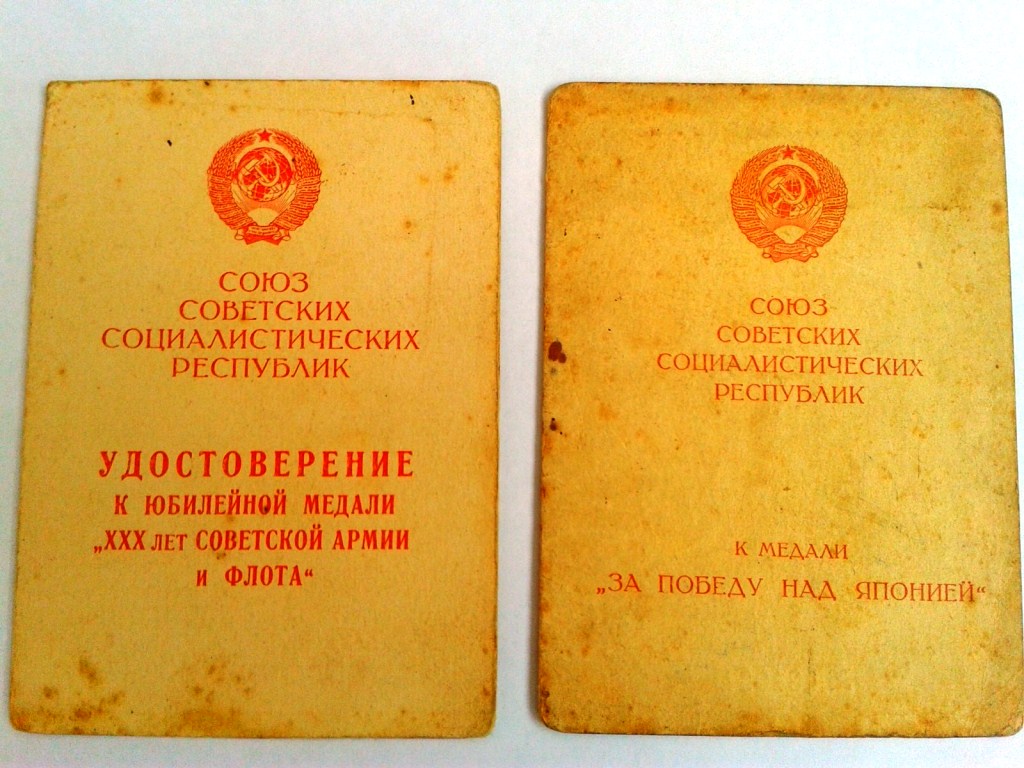 СОЮЗ
СОВЕТСКИХ
СОЦИАЛИСТИЧЕСКИХ
РЕСПУБЛИК
УДОСТОВЕРЕНИЕ
К ЮБИЛЕЙНОЙ МЕДАЛИ
„XXX ЛЕТ СОВЕТСКОЙ АРМИИ
И ФЛОТА“
СОЮЗ
СОВЕТСКИХ
СОЦИАЛИСТИЧЕСКИХ
РЕСПУБЛИК
К МЕДАЛИ
„ЗА ПОБЕДУ НАД ЯПОНИЕЙ“